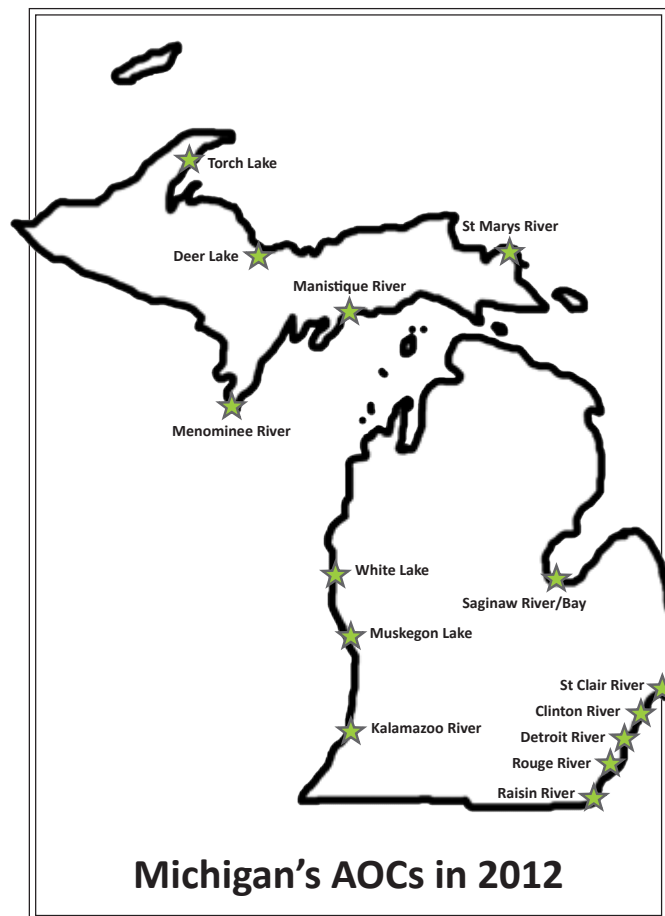 Torch Lake
St Marys River
Deer Lake
Manistique River
Menominee River
White Lake
Saginaw River/Bay
Muskegon Lake
St Clair River
Clinton River
Kalamazoo River
Detroit River
Rouge River
Raisin River
Michigan's AOCs in 2012